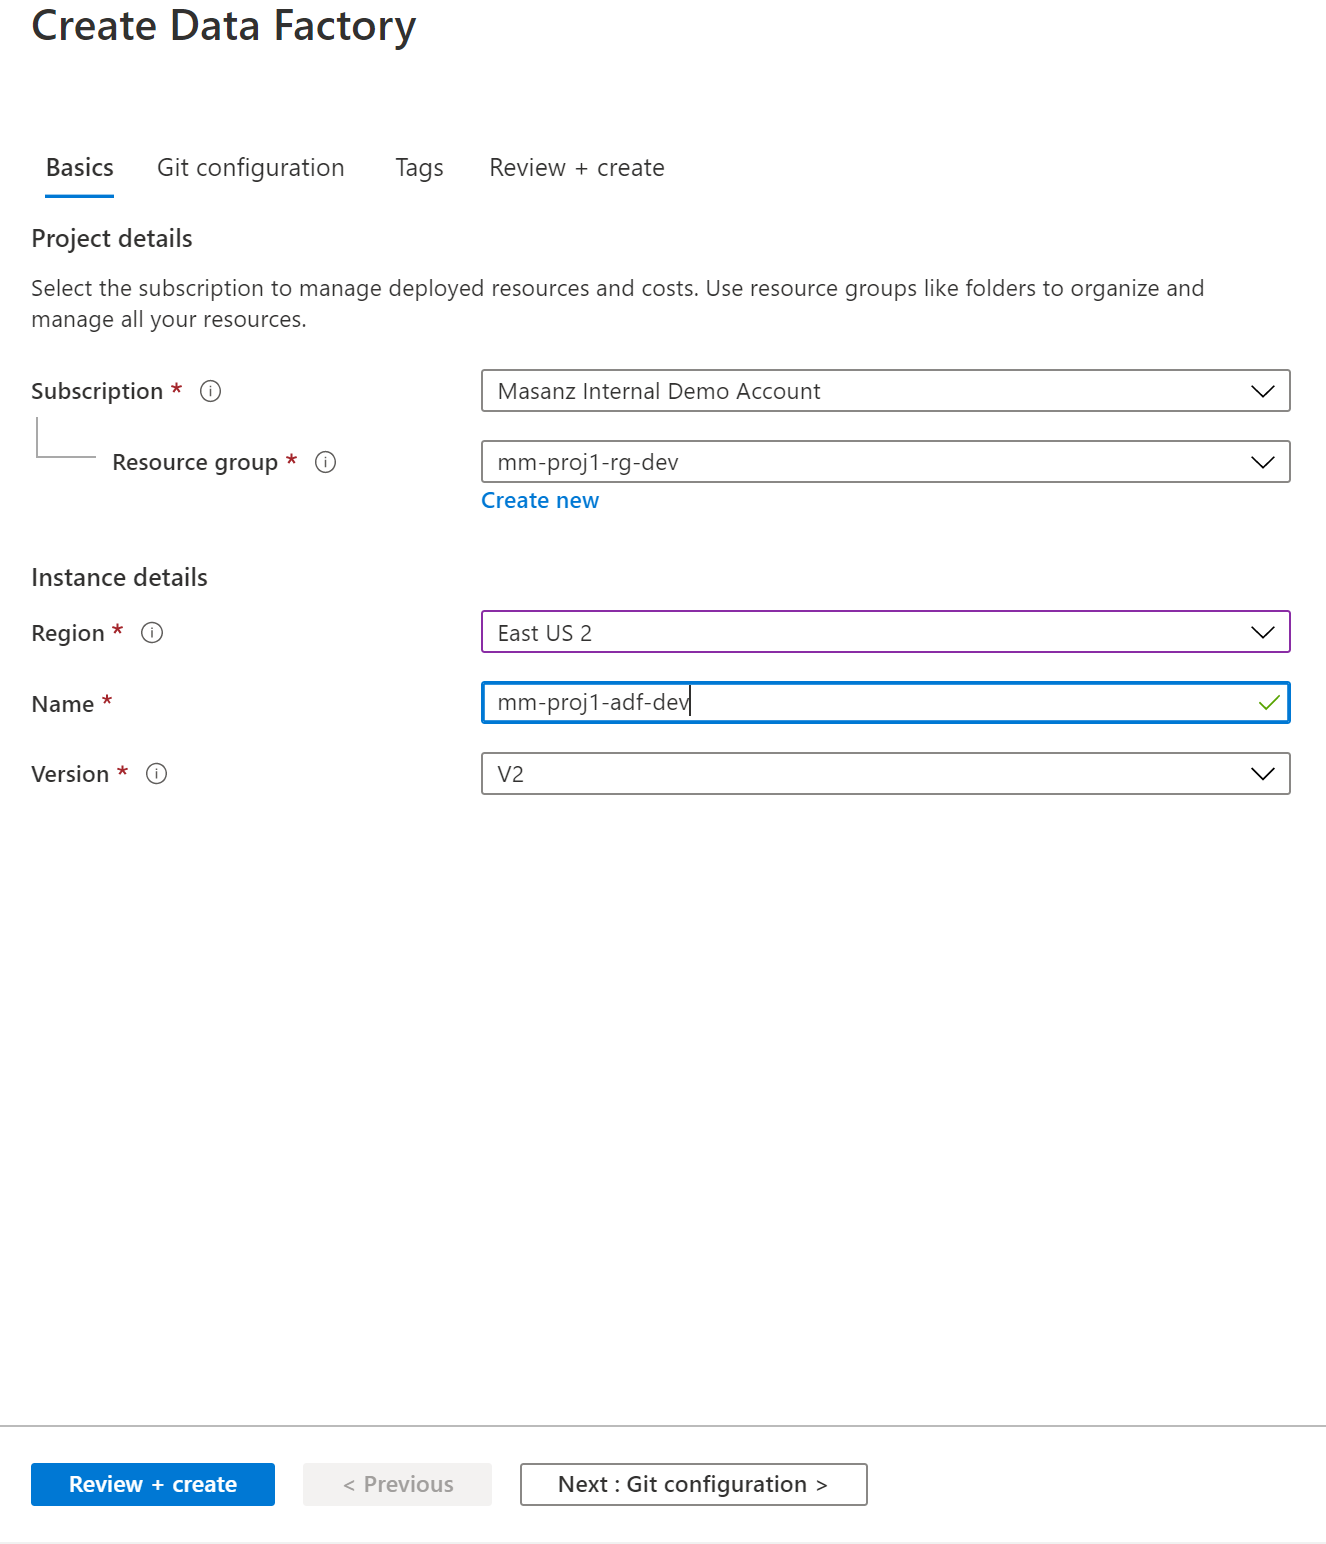 Create Data Factory
Basics Git configuration Tags Review + create
Project details
Select the subscription to manage deployed resources and costs. Use resource groups like folders to organize and
manage all your resources.
Subscription * Masanz Internal Demo Account
Resource group * mm-proj1-rg-dev
Create new
Instance details
Region * East US 2
Name * mm-proj1-adf-dev
Version * V2
Review + create < Previous Next : Git configuration >